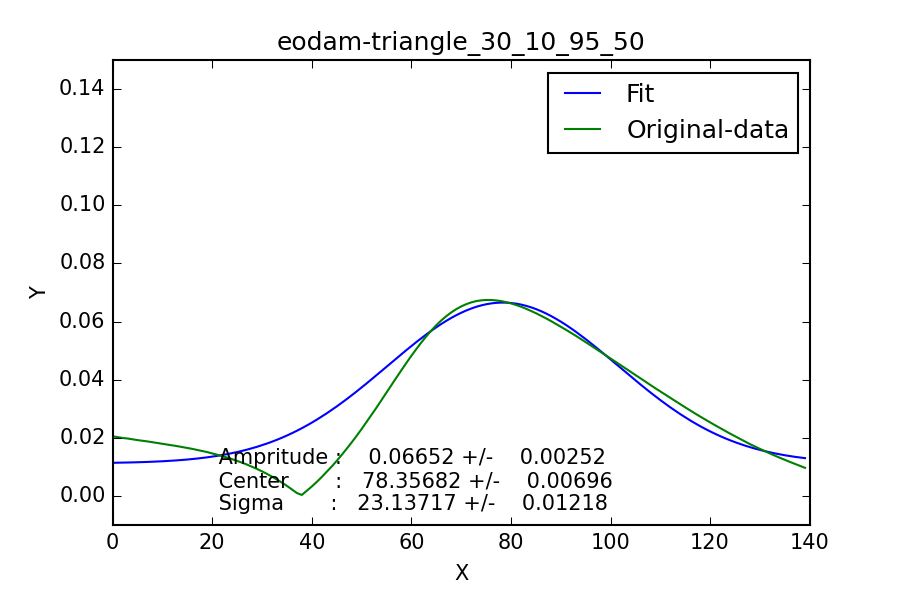 eodam-triangle_30_10_95_50
Fit
Original-data
0.14
0.12
0.10
0.08
0.06
0.04
0.02
0.00
Y
Ampritude : 0.06652 +/- 0.00252
Center : 78.35682 +/- 0.00696
Sigma : 23.13717 +/- 0.01218
0 20 40 60 80 100 120 140
X